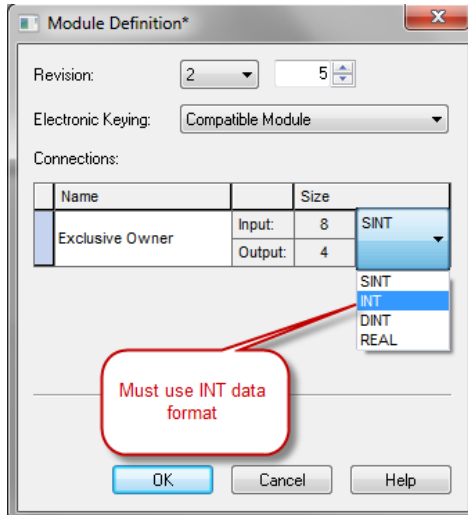 Module Definition*
Revision: 2 5
Electronic Keying: Compatible Module
Connections:
Name Size
Exclusive Owner Input: 8 SINT
Output: 4
SINT
INT
DINT
REAL
Must use INT data
format
OK Cancel Help